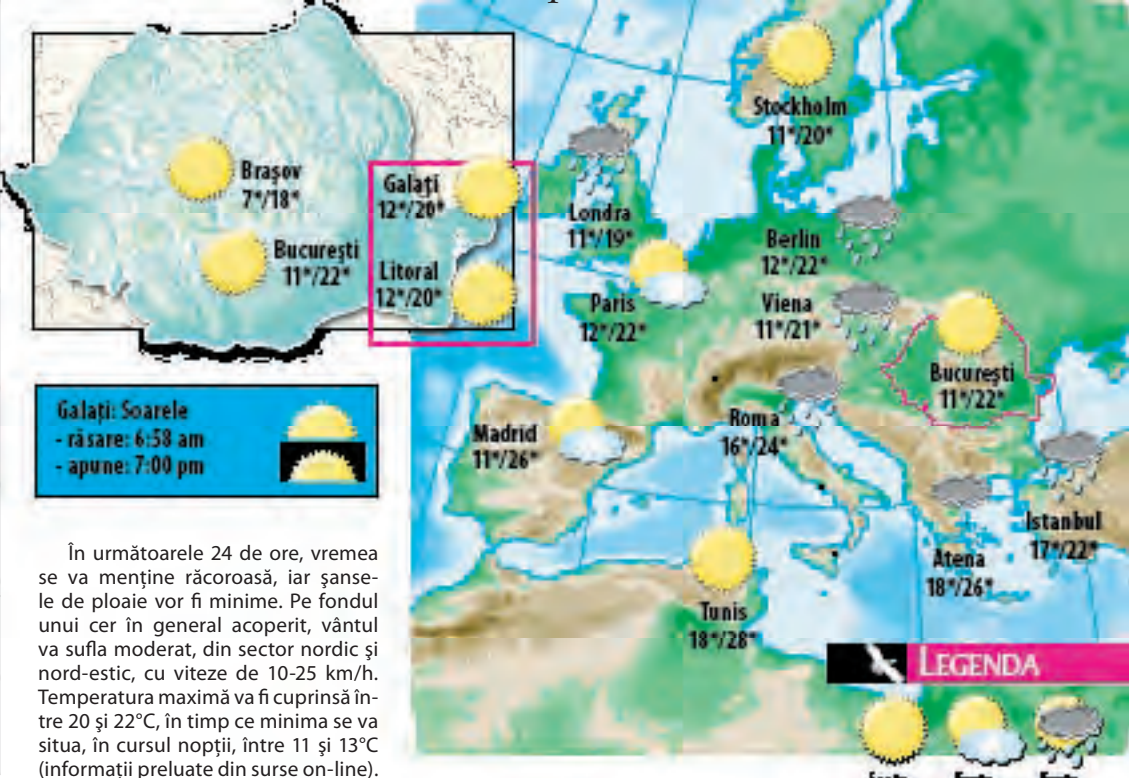 Brașov
7°/18°
București
11°/22°
Galați
12°/20°
Litoral
12°/20°
Galați: Soarele
- răsare: 6:58 am
- apune: 7:00 pm
În următoarele 24 de ore, vremea
se va menține răcoroasă, iar șanse-
le de ploaie vor fi minime. Pe fondul
unui cer în general acoperit, vântul
va sufla moderat, din sector nordic și
nord-estic, cu viteze de 10-25 km/h.
Temperatura maximă va fi cuprinsă în-
tre 20 și 22°C, în timp ce minima se va
situa, în cursul nopții, între 11 și 13°C
(informații preluate din surse on-line).
Stockholm
11°/20°
Londra
11°/19°
Berlin
12°/22°
Paris
12°/22°
Viena
11°/21°
București
11°/22°
Madrid
11°/26°
Roma
16°/24°
Istanbul
17°/22°
Atena
18°/26°
Tunis
18°/28°
LEGENDA